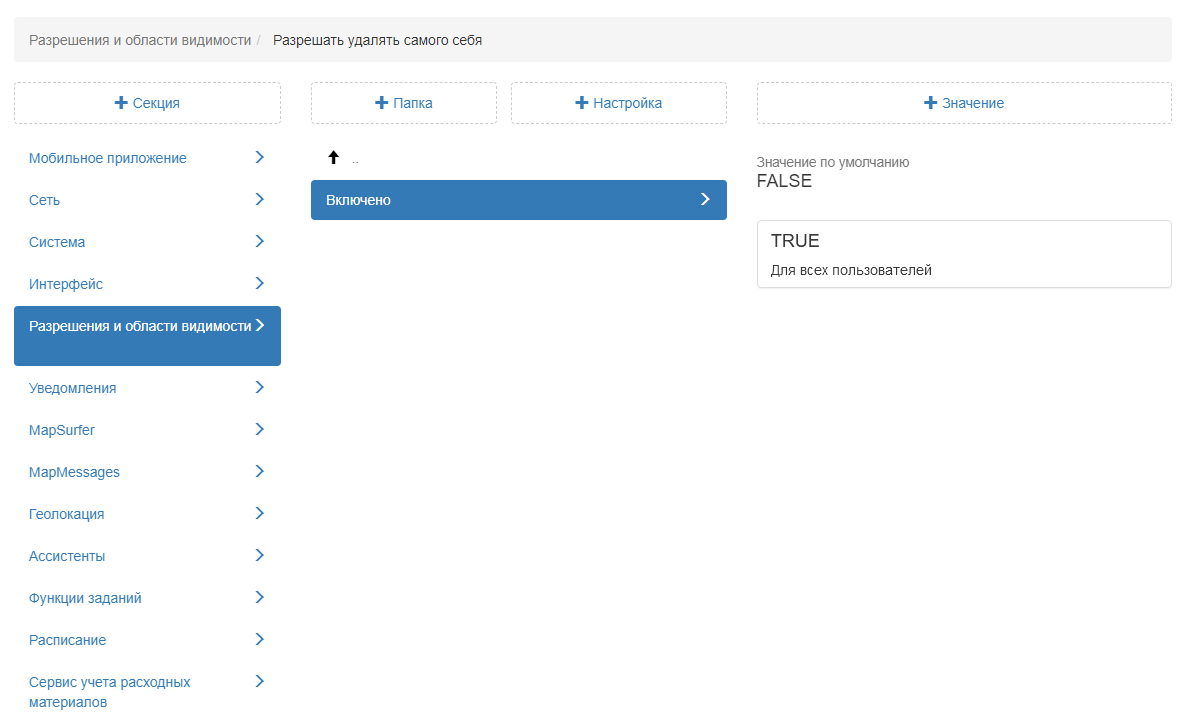 Разрешения и области видимости / Разрешать удалять самого себя
Секция
Папка
Настройка
Значение
Мобильное приложение
Сеть
Система
Интерфейс
Разрешения и области видимости
Уведомления
MapSurfer
MapMessages
Геолокация
Ассистенты
Функции заданий
Расписание
Сервис учета расходных
материалов
..
Включено
Значение по умолчанию
FALSE
TRUE
Для всех пользователей